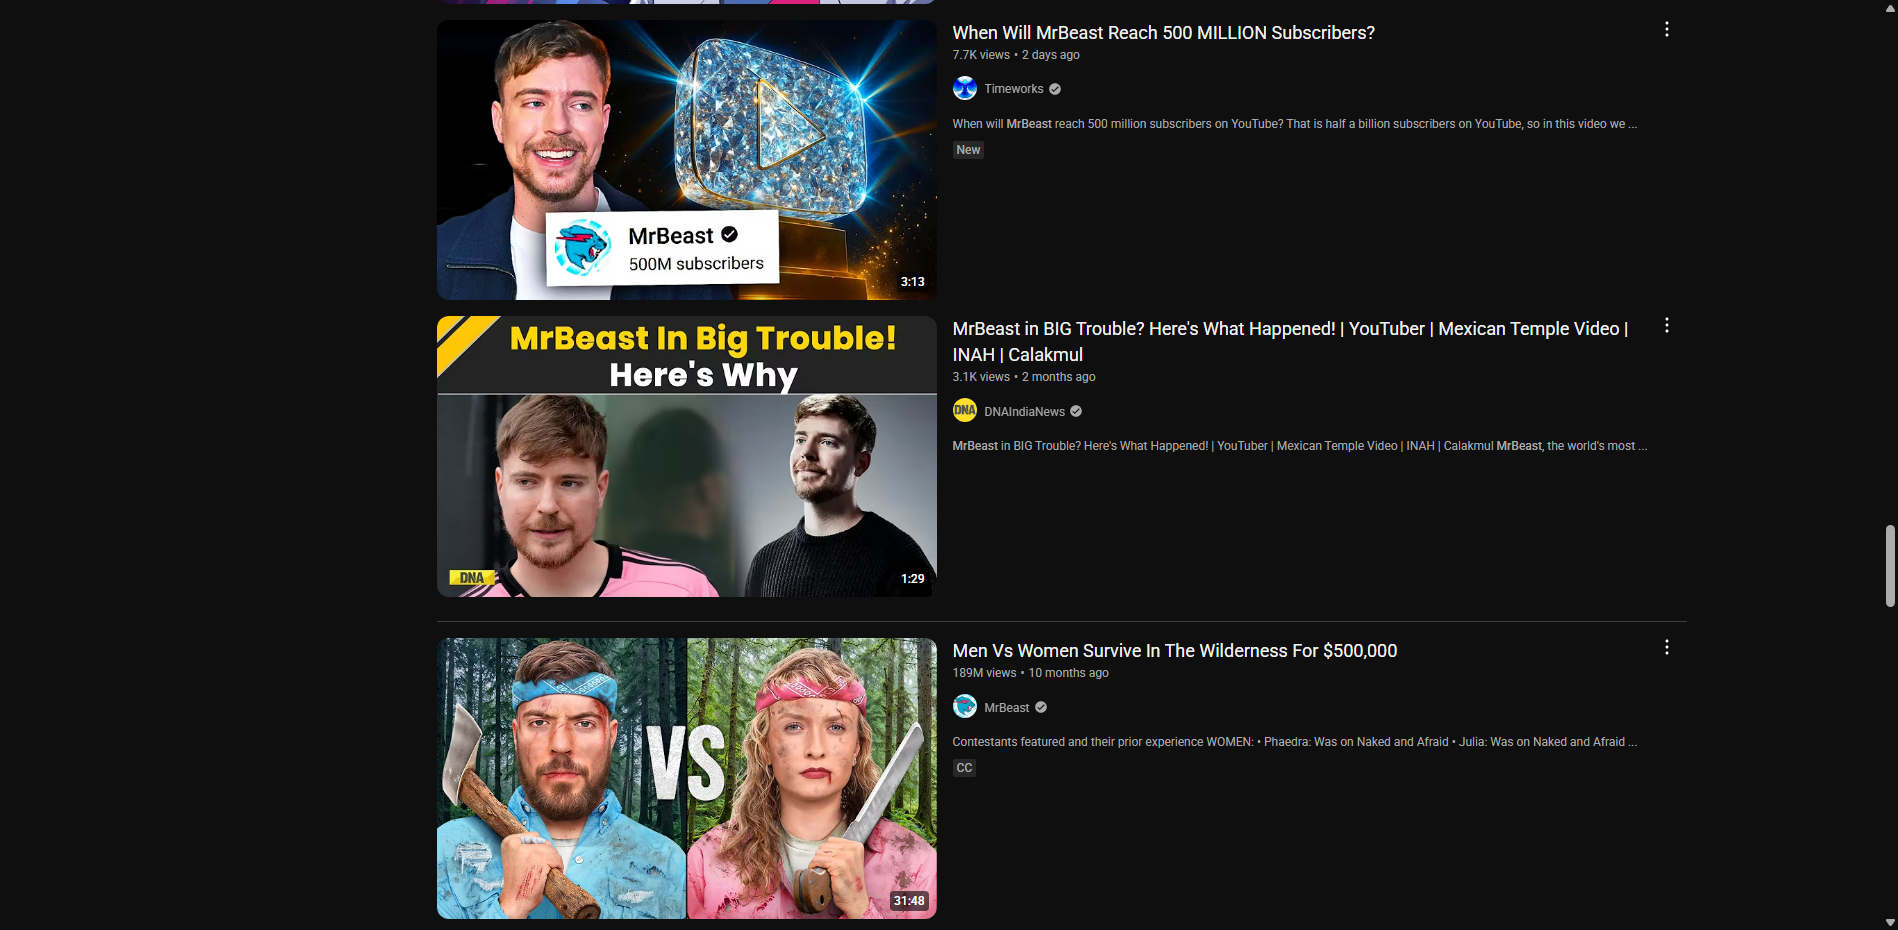 When Will MrBeast Reach 500 MILLION Subscribers?
7.7K views • 2 days ago
Timeworks
When will MrBeast reach 500 million subscribers on YouTube? That is half a billion subscribers on YouTube, so in this video we ...
New
MrBeast
500M subscribers
3:13
MrBeast In Big Trouble!
Here's Why
DNA
1:29
MrBeast in BIG Trouble? Here's What Happened! | YouTuber | Mexican Temple Video |
INAH | Calakmul
3.1K views • 2 months ago
DNA
DNAIndiaNews
MrBeast in BIG Trouble? Here's What Happened! | YouTuber | Mexican Temple Video | INAH | Calakmul MrBeast, the world's most ...
VS
31:48
Men Vs Women Survive In The Wilderness For $500,000
189M views • 10 months ago
MrBeast
Contestants featured and their prior experience WOMEN: • Phaedra: Was on Naked and Afraid • Julia: Was on Naked and Afraid ...
CC